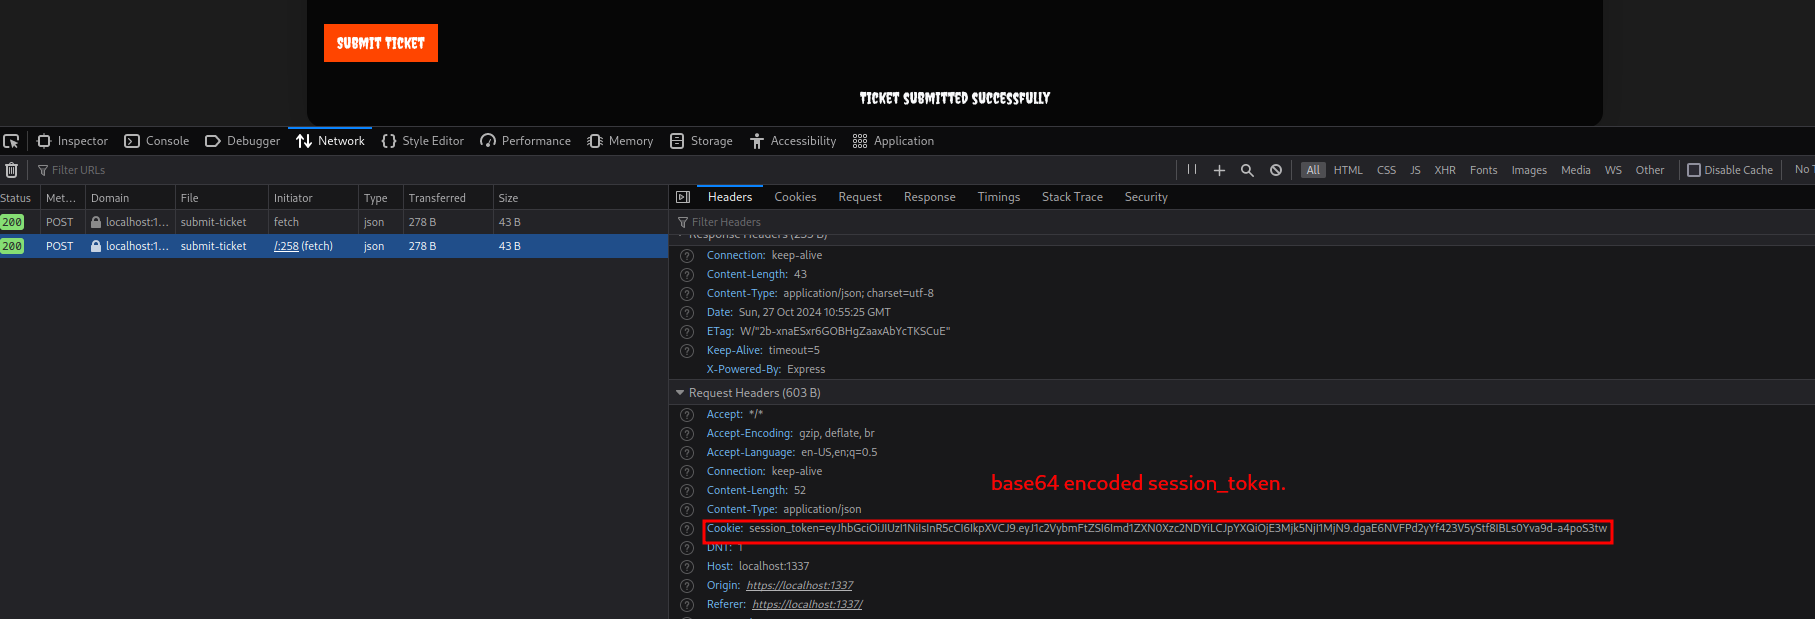 SUBMIT TICKET
TICKET SUBMITTED SUCCESSFULLY
Inspector Console Debugger Network Style Editor Performance Memory Storage Accessibility Application
Filter URLs All HTML CSS JS XHR Fonts Images Media WS Other Disable Cache No
Status Met... Domain File Initiator Type Transferred Size
200 POST localhost:1... submit-ticket fetch json 278 B 43 B
200 POST localhost:1... submit-ticket /:258 (fetch) json 278 B 43 B
Headers Cookies Request Response Timings Stack Trace Security
Filter Headers
Response Headers (235 B)
Connection: keep-alive
Content-Length: 43
Content-Type: application/json; charset=utf-8
Date: Sun, 27 Oct 2024 10:55:25 GMT
ETag: W/"2b-xnaESxr6GOBHgZaaxAbYcTKSCuE"
Keep-Alive: timeout=5
X-Powered-By: Express
Request Headers (603 B)
Accept: */*
Accept-Encoding: gzip, deflate, br
Accept-Language: en-US,en;q=0.5
Connection: keep-alive
base64 encoded session_token.
Content-Length: 52
Content-Type: application/json
Cookie: session_token=eyJhbGciOiJIUzI1NiIsInR5cCI6IkpXVCJ9.eyJ1c2VybmFtZSI6Imd1ZXN0Xzc2NDYiLCJpYXQiOjE3Mjk5NjI1MjN9.dgaE6NVFPd2yYf423V5yStf8IBLs0Yva9d-a4poS3tw
DNT: 1
Host: localhost:1337
Origin: https://localhost:1337
Referer: https://localhost:1337/